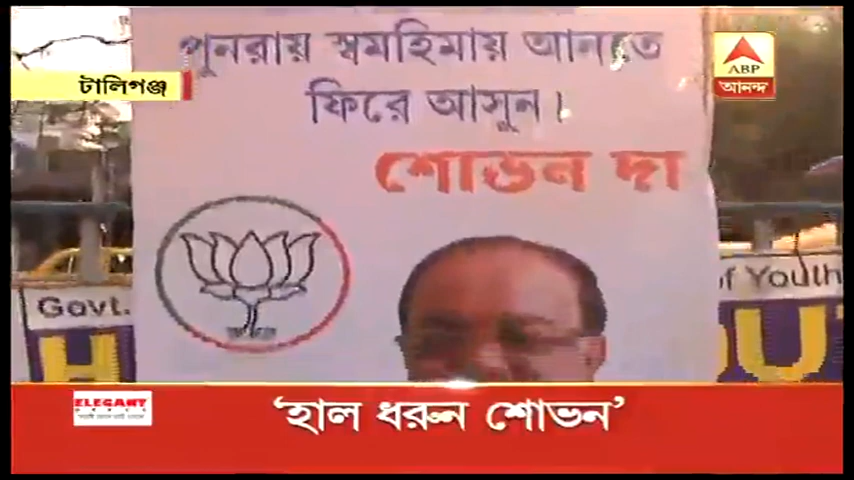 পুনরায় স্বমহিমায় আনতে
ফিরে আসুন।
শোভন দা
টালিগঞ্জ
ABP
আনন্দ
Govt.
of Youth
ELEGANT
'হাল ধরুন শোভন'